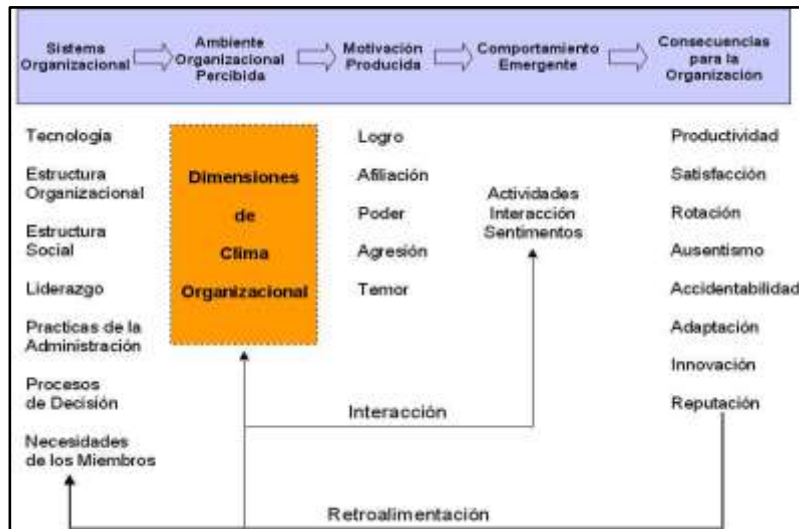 Sistema
Organizacional
Ambiente
Organizacional
Percibida
Motivación
Producida
Comportamiento
Emergente
Consecuencias
para la
Organización
Tecnología
Estructura
Organizacional
Estructura
Social
Liderazgo
Practicas de la
Administración
Procesos
de Decisión
Necesidades
de los Miembros
Dimensiones
de
Clima
Organizacional
Logro
Afiliación
Poder
Agresión
Temor
Actividades
Interacción
Sentimentos
Productividad
Satisfacción
Rotación
Ausentismo
Accidentabilidad
Adaptación
Innovación
Reputación
Interacción
Retroalimentación